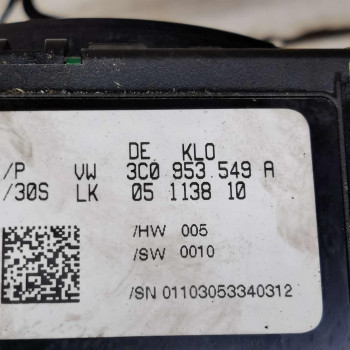 DE KLO
/P VW 3C0 953 549 A
/30S LK 05 1138 10
/HW 005
/SW 0010
/SN 01103053340312